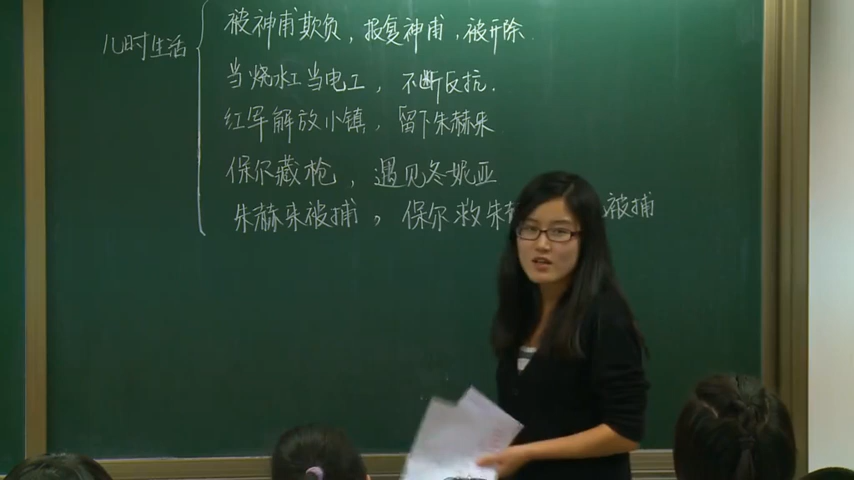 儿时生活
被神甫欺负，报复神甫，被开除.
当烧水工当电工，不断反抗.
红军解放小镇，留下朱赫来
保尔藏枪，遇见冬妮亚
朱赫来被捕，保尔救朱 被捕